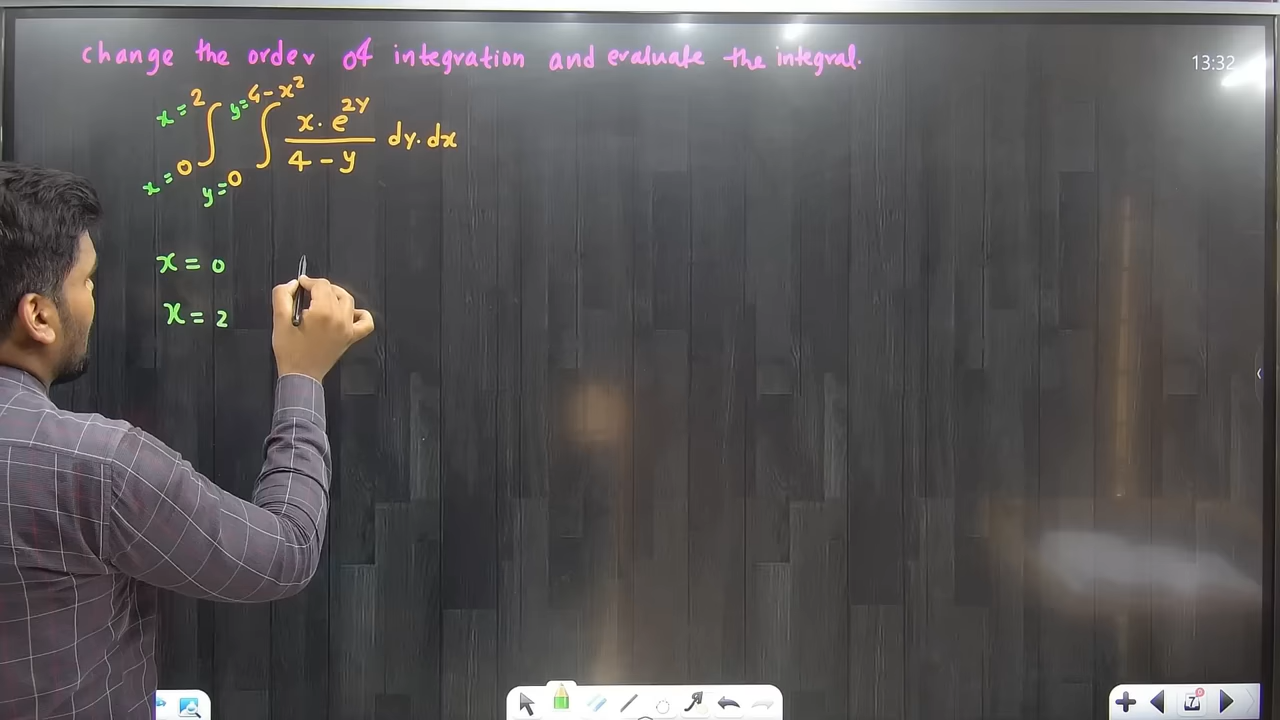 change the order of integration and evaluate the integral.
13:32
x=0∫x=2 y=0∫y=4-x² x·e^2y/4-y dy·dx
x = 0
x = 2
7